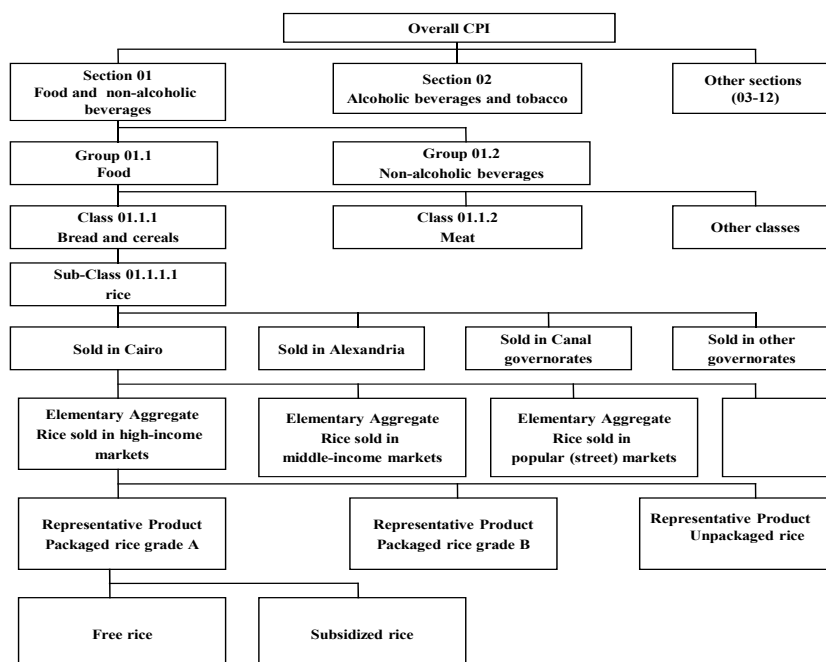 Overall CPI
Section 01
Food and non-alcoholic
beverages
Section 02
Alcoholic beverages and tobacco
Other sections
(03-12)
Group 01.1
Food
Group 01.2
Non-alcoholic beverages
Class 01.1.1
Bread and cereals
Class 01.1.2
Meat
Other classes
Sub-Class 01.1.1.1
rice
Sold in Cairo
Sold in Alexandria
Sold in Canal
governorates
Sold in other
governorates
Elementary Aggregate
Rice sold in high-income
markets
Elementary Aggregate
Rice sold in
middle-income markets
Elementary Aggregate
Rice sold in
popular (street) markets
Representative Product
Packaged rice grade A
Representative Product
Packaged rice grade B
Representative Product
Unpackaged rice
Free rice
Subsidized rice